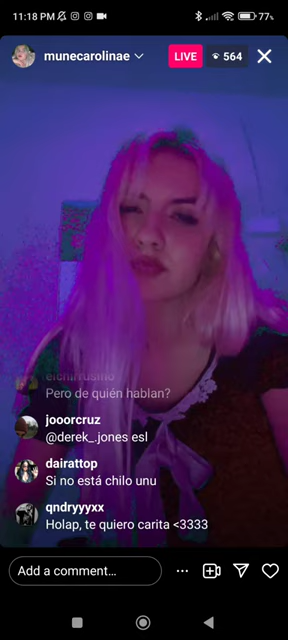 11:18 PM
77%
munecarolinae
LIVE
564
elchirrusmo
Pero de quién hablan?
jooorcruz
@derek_.jones esl
dairattop
Si no está chilo unu
qndryyyxx
Holap, te quiero carita <3333
Add a comment...